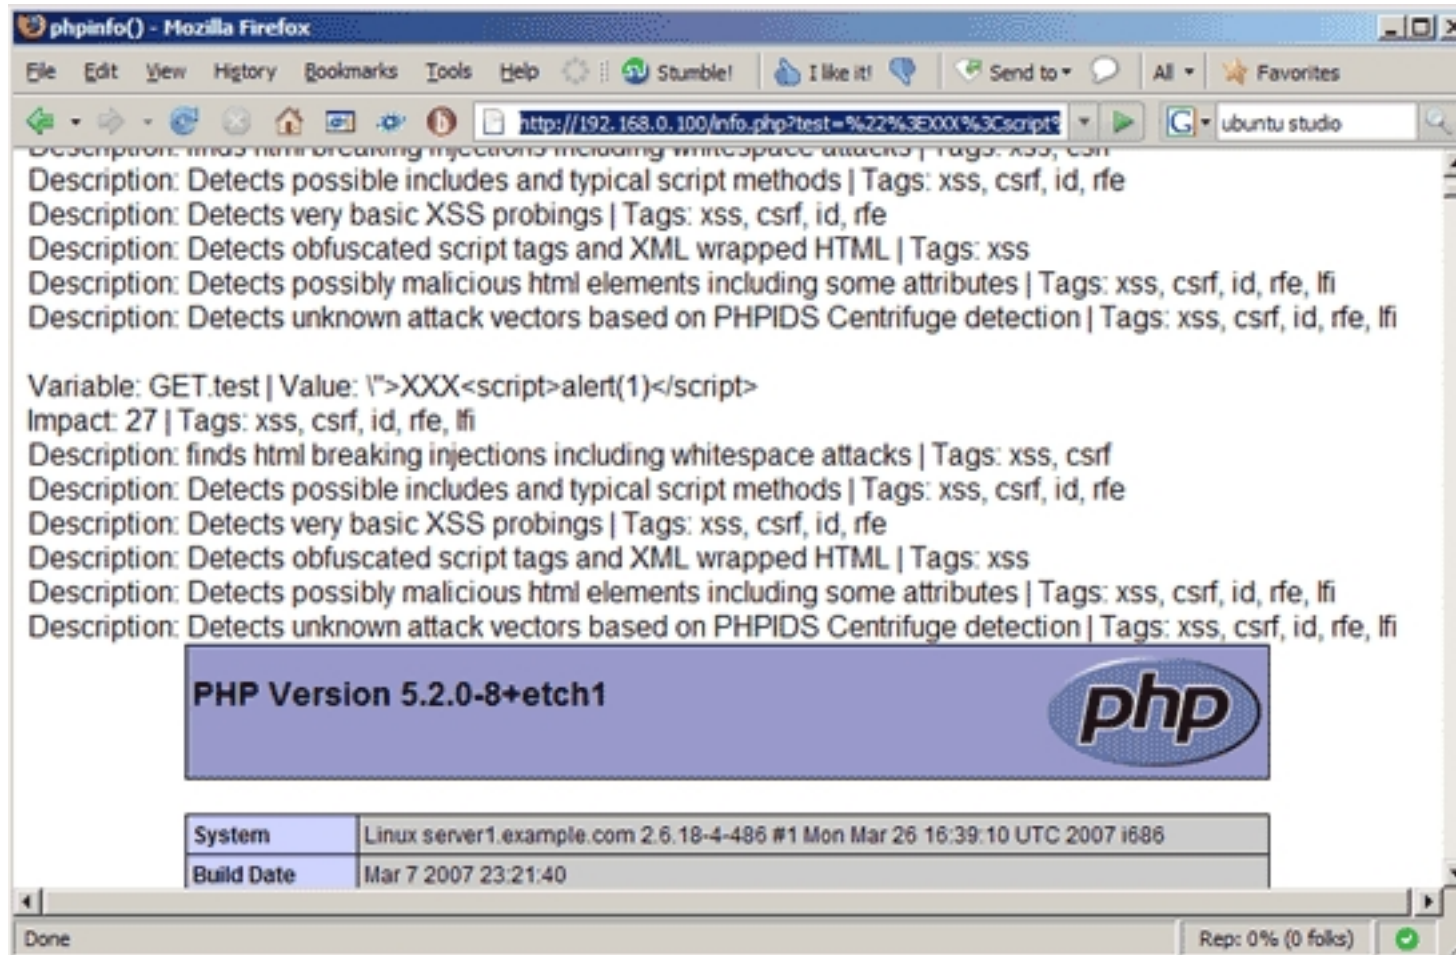 phpinfo() - Mozilla Firefox
File Edit View History Bookmarks Tools Help Stumble! I like it! Send to All Favorites
http://192.168.0.100/info.php?test=%22%3EXXX%3Cscript% G ubuntu studio
Description: finds html breaking injections including whitespace attacks | Tags: xss, csrf
Description: Detects possible includes and typical script methods | Tags: xss, csrf, id, rfe
Description: Detects very basic XSS probings | Tags: xss, csrf, id, rfe
Description: Detects obfuscated script tags and XML wrapped HTML | Tags: xss
Description: Detects possibly malicious html elements including some attributes | Tags: xss, csrf, id, rfe, lfi
Description: Detects unknown attack vectors based on PHPIDS Centrifuge detection | Tags: xss, csrf, id, rfe, lfi
Variable: GET.test | Value: \">XXX<script>alert(1)</script>
Impact: 27 | Tags: xss, csrf, id, rfe, lfi
Description: finds html breaking injections including whitespace attacks | Tags: xss, csrf
Description: Detects possible includes and typical script methods | Tags: xss, csrf, id, rfe
Description: Detects very basic XSS probings | Tags: xss, csrf, id, rfe
Description: Detects obfuscated script tags and XML wrapped HTML | Tags: xss
Description: Detects possibly malicious html elements including some attributes | Tags: xss, csrf, id, rfe, lfi
Description: Detects unknown attack vectors based on PHPIDS Centrifuge detection | Tags: xss, csrf, id, rfe, lfi
PHP Version 5.2.0-8+etch1 php
System Linux server1.example.com 2.6.18-4-486 #1 Mon Mar 26 16:39:10 UTC 2007 i686
Build Date Mar 7 2007 23:21:40
Done Rep: 0% (0 folks)